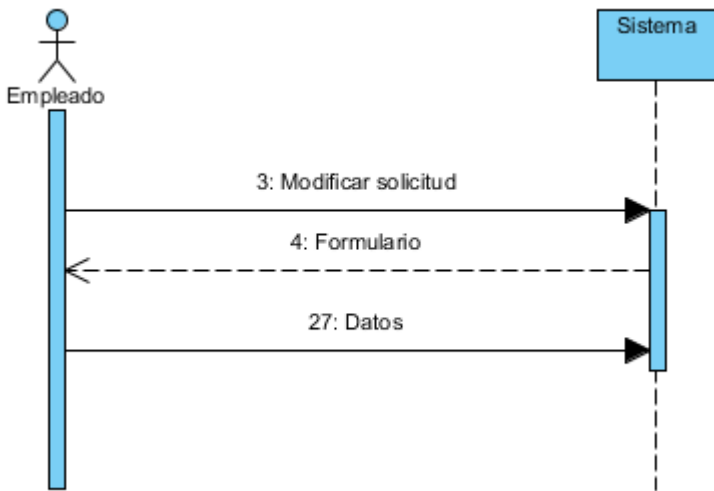 Sistema
Empleado
3: Modificar solicitud
4: Formulario
27: Datos